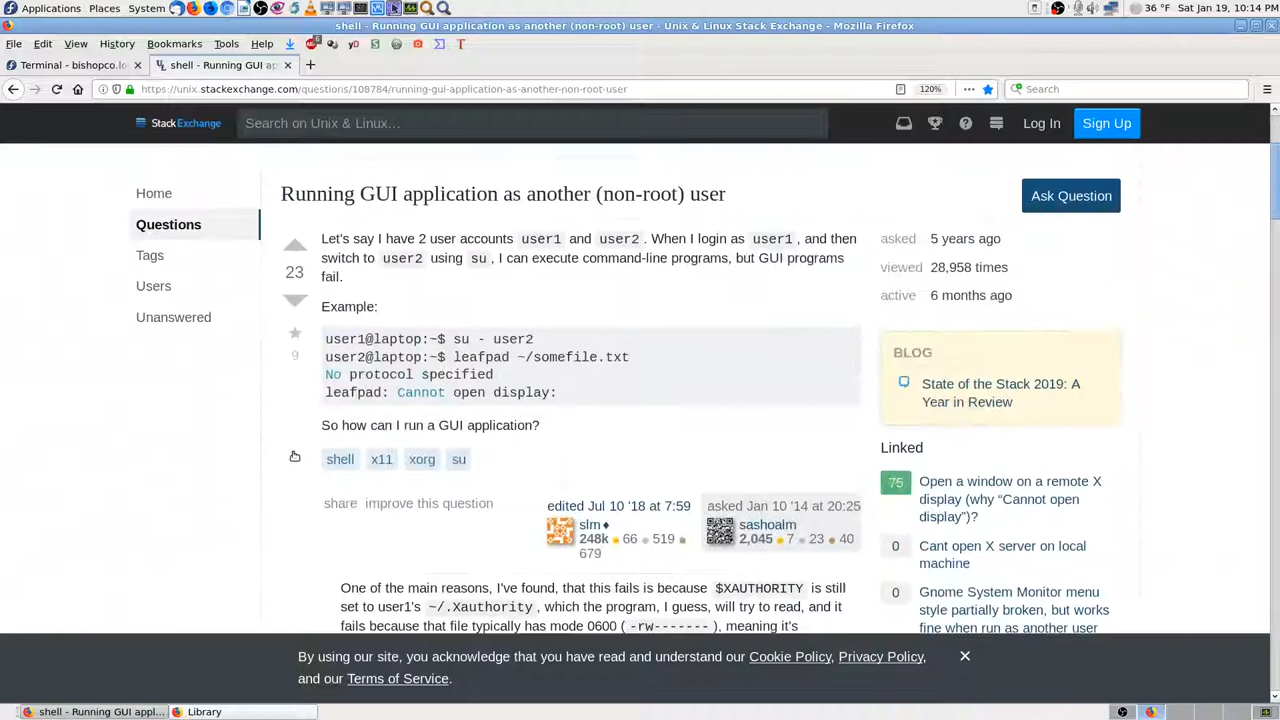 Applications Places System 36 °F Sat Jan 19, 10:14 PM
shell - Running GUI application as another (non-root) user - Unix & Linux Stack Exchange - Mozilla Firefox
File Edit View History Bookmarks Tools Help
Terminal - bishopco.lo shell - Running GUI ap
https://unix.stackexchange.com/questions/108784/running-gui-application-as-another-non-root-user 120% Search
StackExchange Search on Unix & Linux... Log In Sign Up
Home
Questions
Tags
Users
Unanswered
Running GUI application as another (non-root) user
Ask Question
23
9
Let's say I have 2 user accounts user1 and user2 . When I login as user1 , and then
switch to user2 using su , I can execute command-line programs, but GUI programs
fail.
Example:
user1@laptop:~$ su - user2
user2@laptop:~$ leafpad ~/somefile.txt
No protocol specified
leafpad: Cannot open display:
So how can I run a GUI application?
shell x11 xorg su
share improve this question
edited Jul 10 '18 at 7:59
slm♦
248k 66 519
679
asked Jan 10 '14 at 20:25
sashoalm
2,045 7 23 40
One of the main reasons, I've found, that this fails is because $XAUTHORITY is still
set to user1's ~/.Xauthority , which the program, I guess, will try to read, and it
fails because that file typically has mode 0600 ( -rw------- ), meaning it's
asked 5 years ago
viewed 28,958 times
active 6 months ago
BLOG
State of the Stack 2019: A
Year in Review
Linked
75 Open a window on a remote X
display (why “Cannot open
display”)?
0 Cant open X server on local
machine
0 Gnome System Monitor menu
style partially broken, but works
fine when run as another user
By using our site, you acknowledge that you have read and understand our Cookie Policy, Privacy Policy,
and our Terms of Service.
shell - Running GUI appl... Library